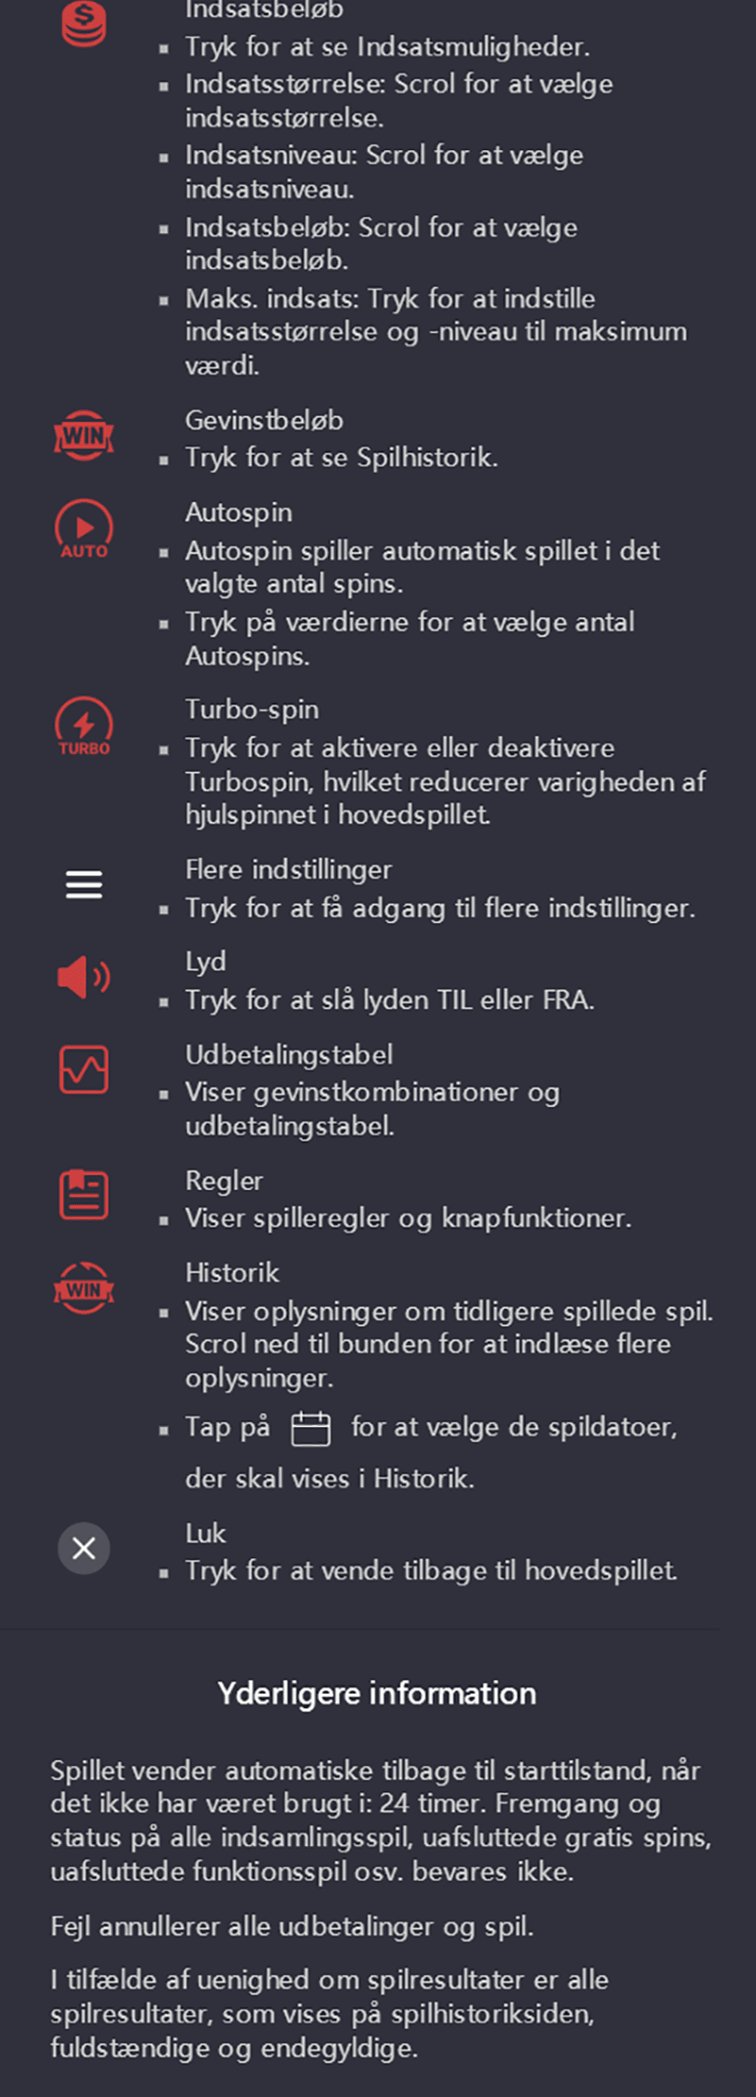 Indsatsbeløb
▪ Tryk for at se Indsatsmuligheder.
▪ Indsatsstørrelse: Scrol for at vælge
indsatsstørrelse.
▪ Indsatsniveau: Scrol for at vælge
indsatsniveau.
▪ Indsatsbeløb: Scrol for at vælge
indsatsbeløb.
▪ Maks. indsats: Tryk for at indstille
indsatsstørrelse og -niveau til maksimum
værdi.
WIN
Gevinstbeløb
▪ Tryk for at se Spilhistorik.
AUTO
Autospin
▪ Autospin spiller automatisk spillet i det
valgte antal spins.
▪ Tryk på værdierne for at vælge antal
Autospins.
TURBO
Turbo-spin
▪ Tryk for at aktivere eller deaktivere
Turbospin, hvilket reducerer varigheden af
hjulspinnet i hovedspillet.
Flere indstillinger
▪ Tryk for at få adgang til flere indstillinger.
Lyd
▪ Tryk for at slå lyden TIL eller FRA.
Udbetalingstabel
▪ Viser gevinstkombinationer og
udbetalingstabel.
Regler
▪ Viser spilleregler og knapfunktioner.
WIN
Historik
▪ Viser oplysninger om tidligere spillede spil.
Scrol ned til bunden for at indlæse flere
oplysninger.
▪ Tap på for at vælge de spildatoer,
der skal vises i Historik.
Luk
▪ Tryk for at vende tilbage til hovedspillet.
Yderligere information
Spillet vender automatiske tilbage til starttilstand, når
det ikke har været brugt i: 24 timer. Fremgang og
status på alle indsamlingsspil, uafsluttede gratis spins,
uafsluttede funktionsspil osv. bevares ikke.
Fejl annullerer alle udbetalinger og spil.
I tilfælde af uenighed om spilresultater er alle
spilresultater, som vises på spilhistoriksiden,
fuldstændige og endegyldige.